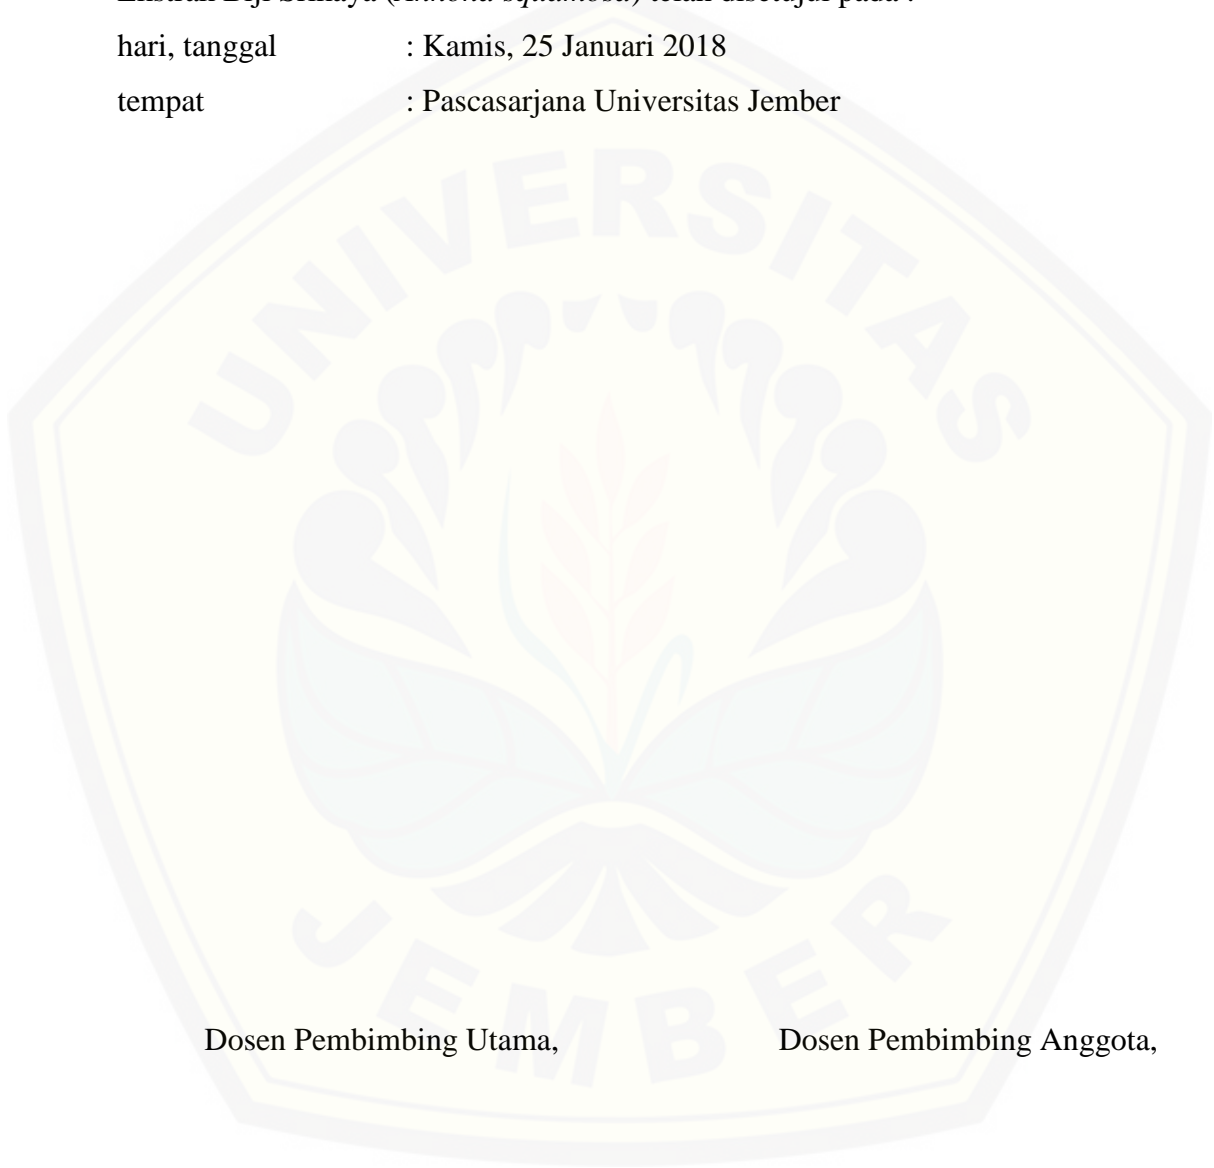 Ekstrak Biji Srikaya (Annona squamosa) telah disetujui pada :
hari, tanggal : Kamis, 25 Januari 2018
tempat : Pascasarjana Universitas Jember
UNIVERSITAS
JEMBER
Dosen Pembimbing Utama, Dosen Pembimbing Anggota,